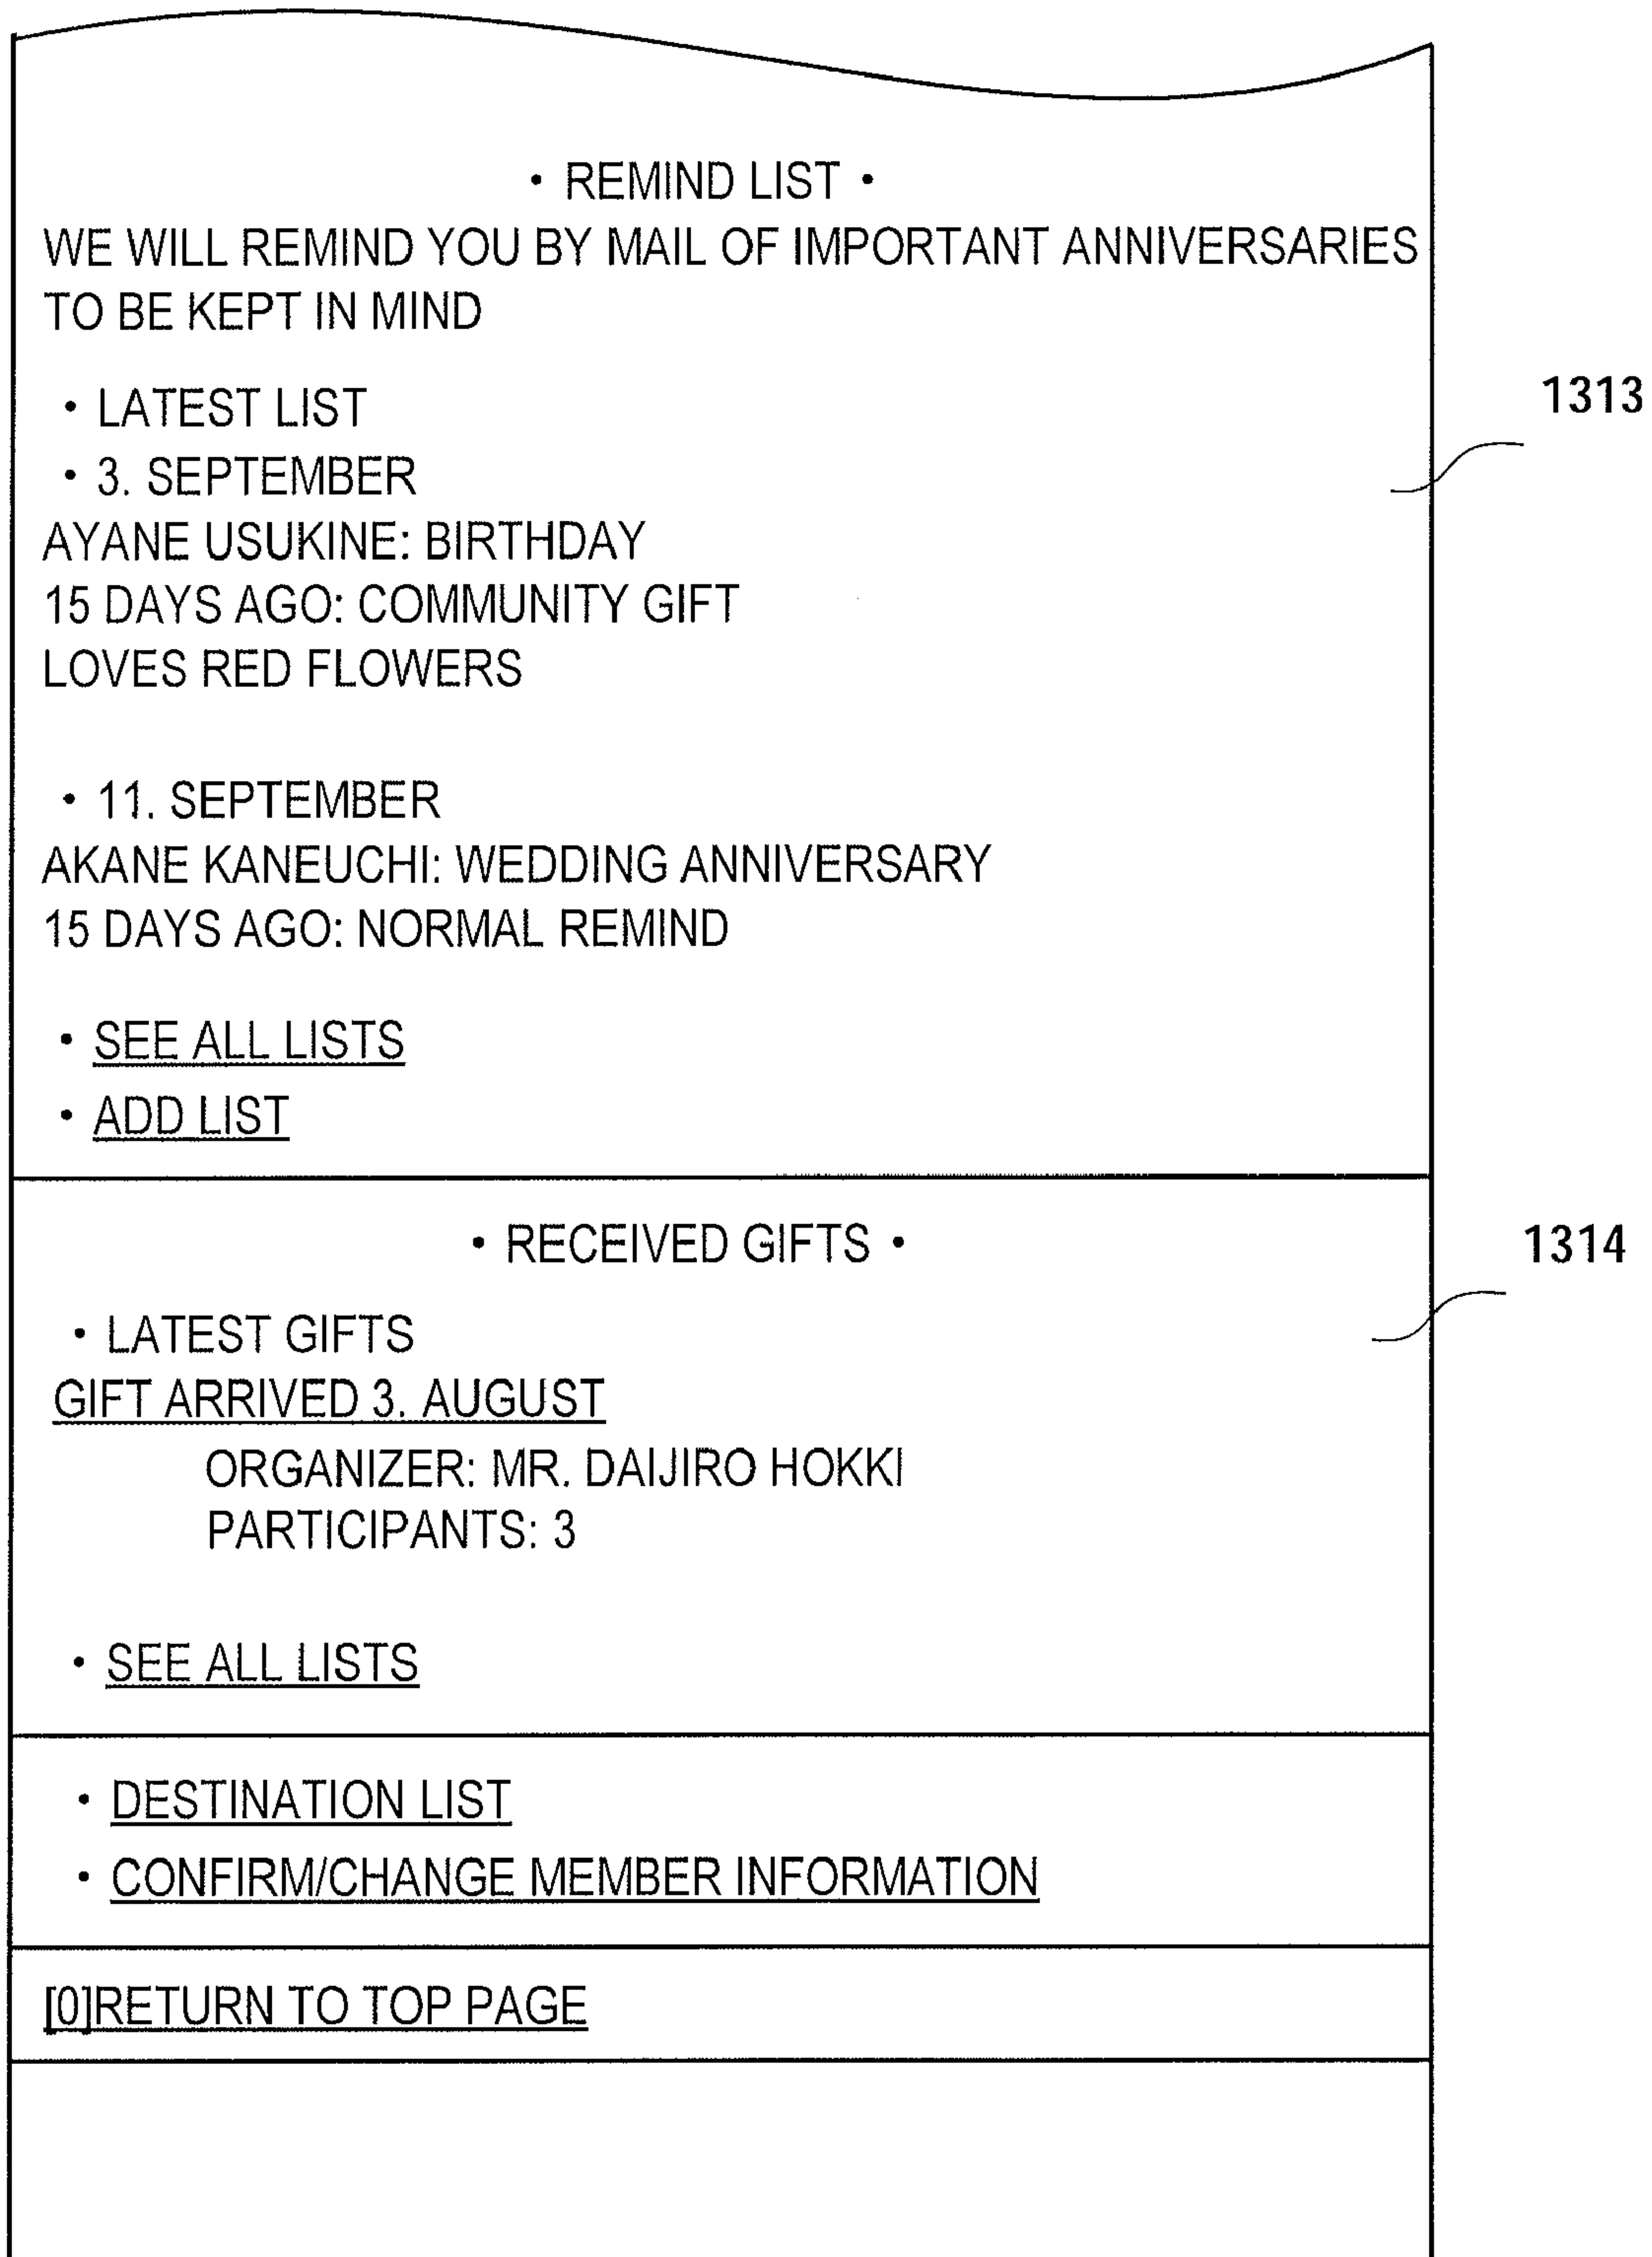 • REMIND LIST •
WE WILL REMIND YOU BY MAIL OF IMPORTANT ANNIVERSARIES
TO BE KEPT IN MIND
• LATEST LIST
1313
• 3. SEPTEMBER
AYANE USUKINE: BIRTHDAY
15 DAYS AGO: COMMUNITY GIFT
LOVES RED FLOWERS
• 11. SEPTEMBER
AKANE KANEUCHI: WEDDING ANNIVERSARY
15 DAYS AGO: NORMAL REMIND
• SEE ALL LISTS
• ADD LIST
• RECEIVED GIFTS •
1314
• LATEST GIFTS
GIFT ARRIVED 3. AUGUST
ORGANIZER: MR. DAIJIRO HOKKI
PARTICIPANTS: 3
• SEE ALL LISTS
• DESTINATION LIST
• CONFIRM/CHANGE MEMBER INFORMATION
[0]RETURN TO TOP PAGE